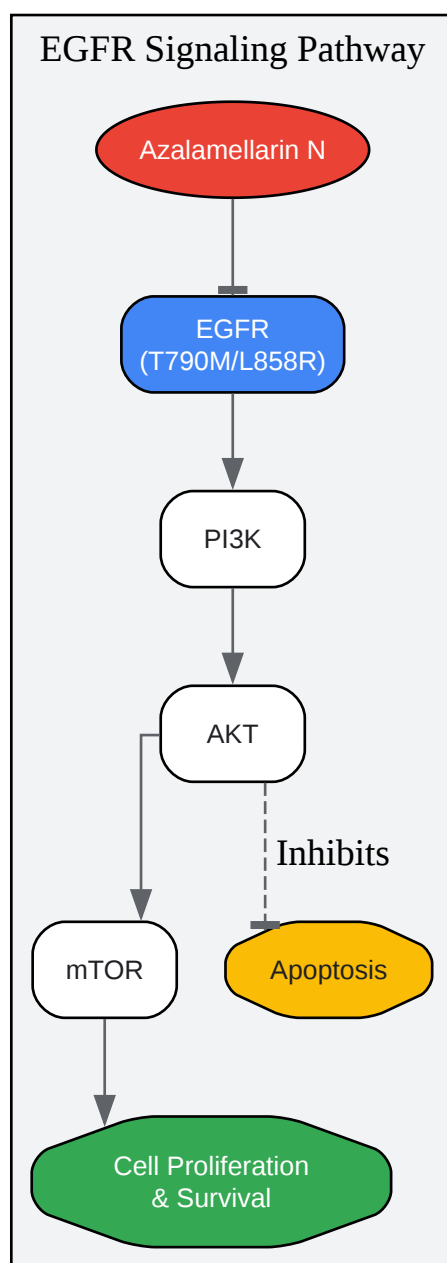 EGFR Signaling Pathway
Azalamellarin N
EGFR
(T790M/L858R)
PI3K
AKT
Inhibits
mTOR
Apoptosis
Cell Proliferation
& Survival